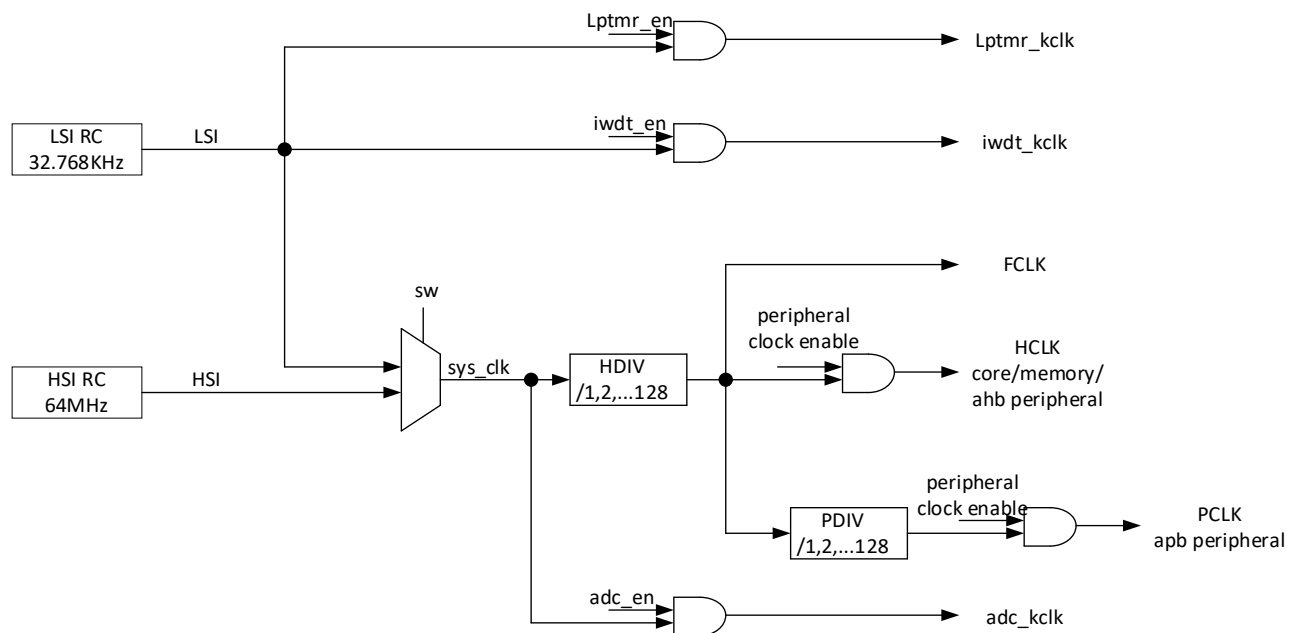 Lptmr_en
Lptmr_kclk
LSI RC
32.768KHz
LSI
iwdt_en
iwdt_kclk
FCLK
sw
peripheral
clock enable
HCLK
core/memory/
ahb peripheral
HSI RC
64MHz
HSI
sys_clk
HDIV
/1,2,...128
peripheral
clock enable
PDIV
/1,2,...128
PCLK
apb peripheral
adc_en
adc_kclk